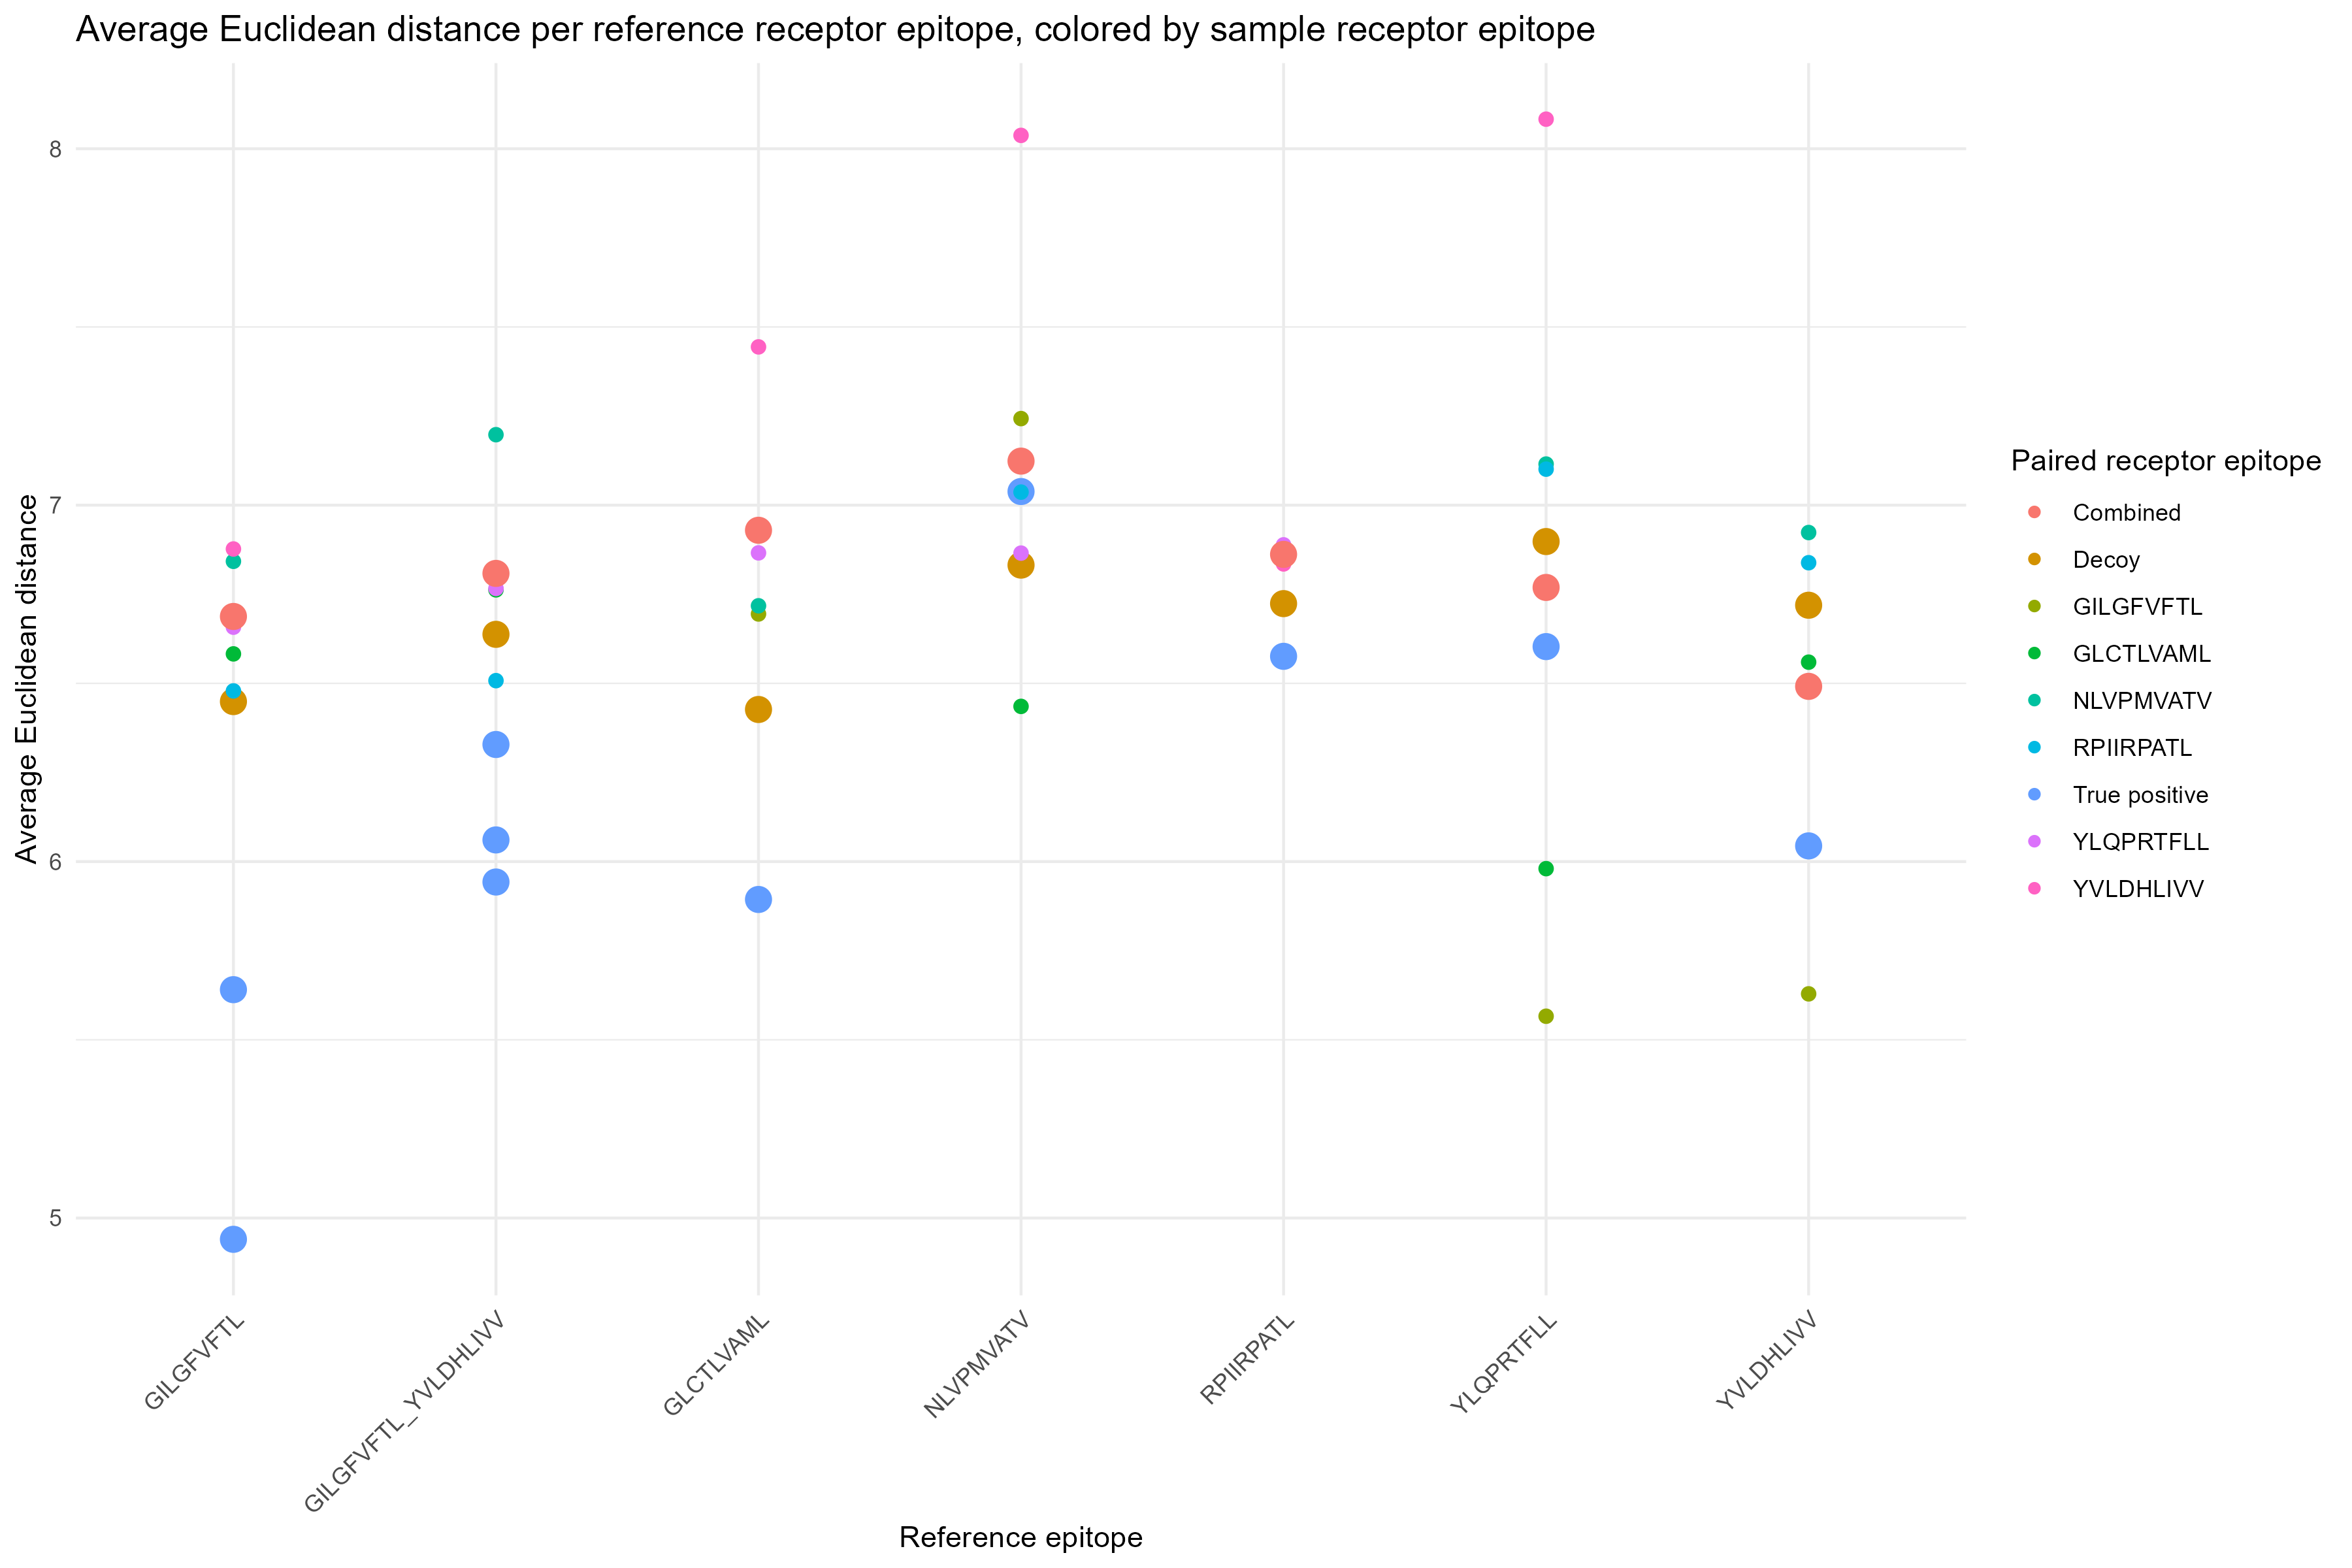 Average Euclidean distance per reference receptor epitope, colored by sample receptor epitope
Average Euclidean distance
8
7
6
5
GILGFVFTL
GILGFVFTL_YVLDHLIVV
GLCTLVAML
NLVPMVATV
RPIIRPATL
YLQPRTFLL
YVLDHLIVV
Reference epitope
Paired receptor epitope
Combined
Decoy
GILGFVFTL
GLCTLVAML
NLVPMVATV
RPIIRPATL
True positive
YLQPRTFLL
YVLDHLIVV